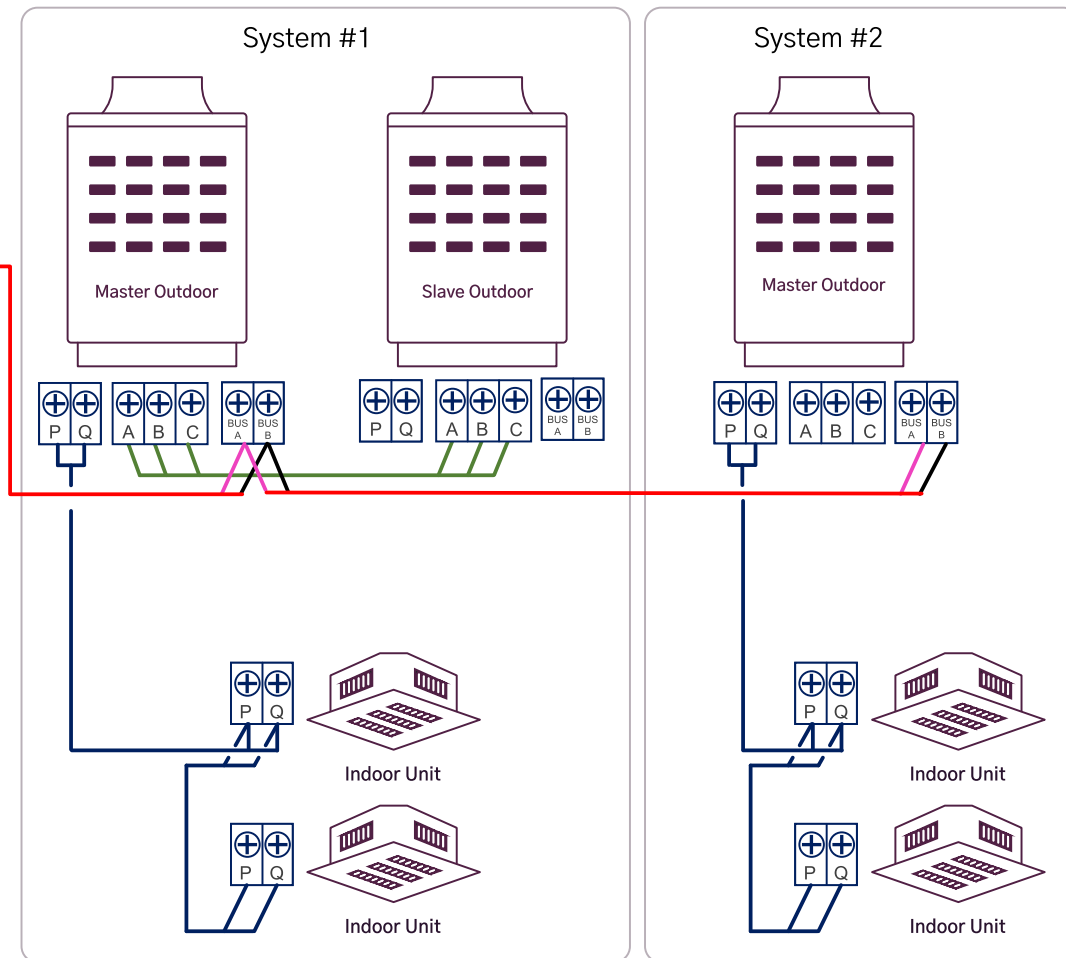 System #1
System #2
Master Outdoor
Slave Outdoor
Master Outdoor
P Q
A B C
BUS A
BUS B
P Q
A B C
BUS A
BUS B
P Q
A B C
BUS A
BUS B
P Q
Indoor Unit
P Q
Indoor Unit
P Q
Indoor Unit
P Q
Indoor Unit